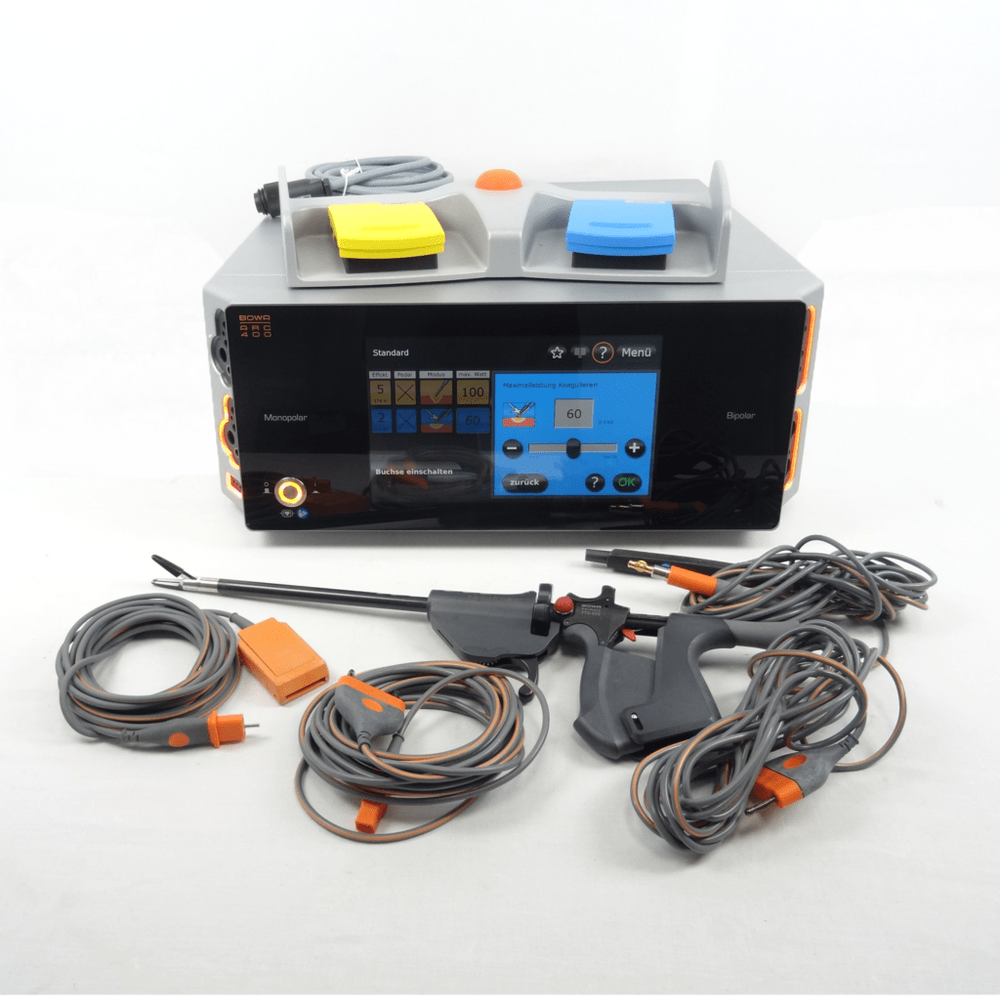 BOWA
ARC
400
Standard
? Menü
Effekt Pedal Modus max. Watt
5 100
2 60
Maximalleistung Koagulieren
60
Monopolar
Bipolar
- +
Buchse einschalten
zurück ? OK
BOWA